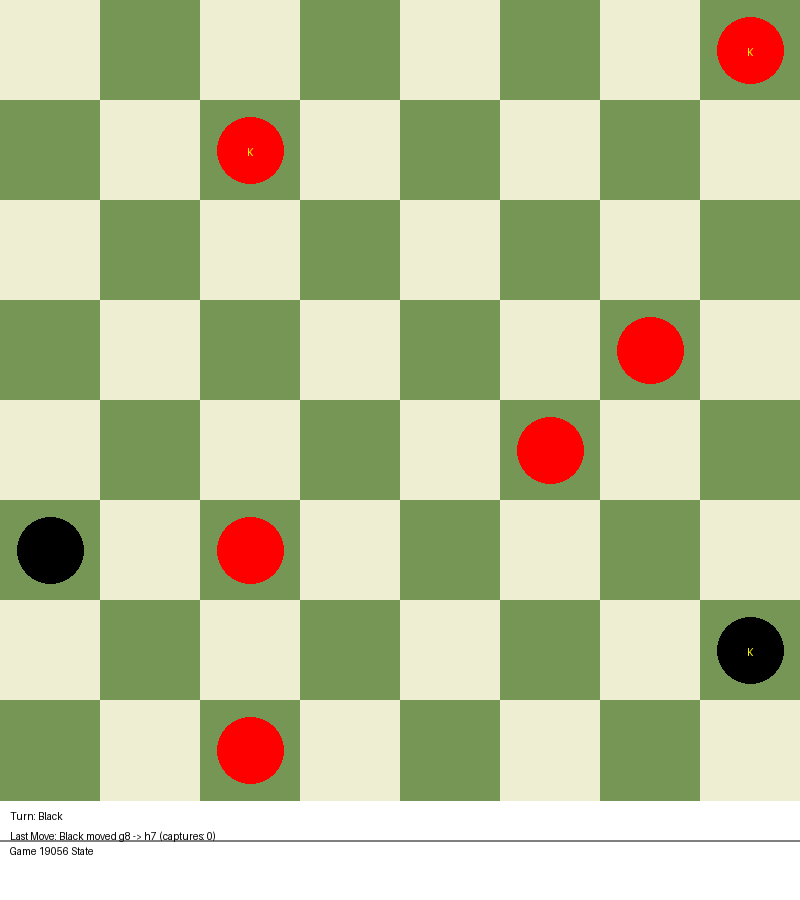 K
K
K
Turn: Black
Last Move: Black moved g8 -> h7 (captures: 0)
Game 19056 State